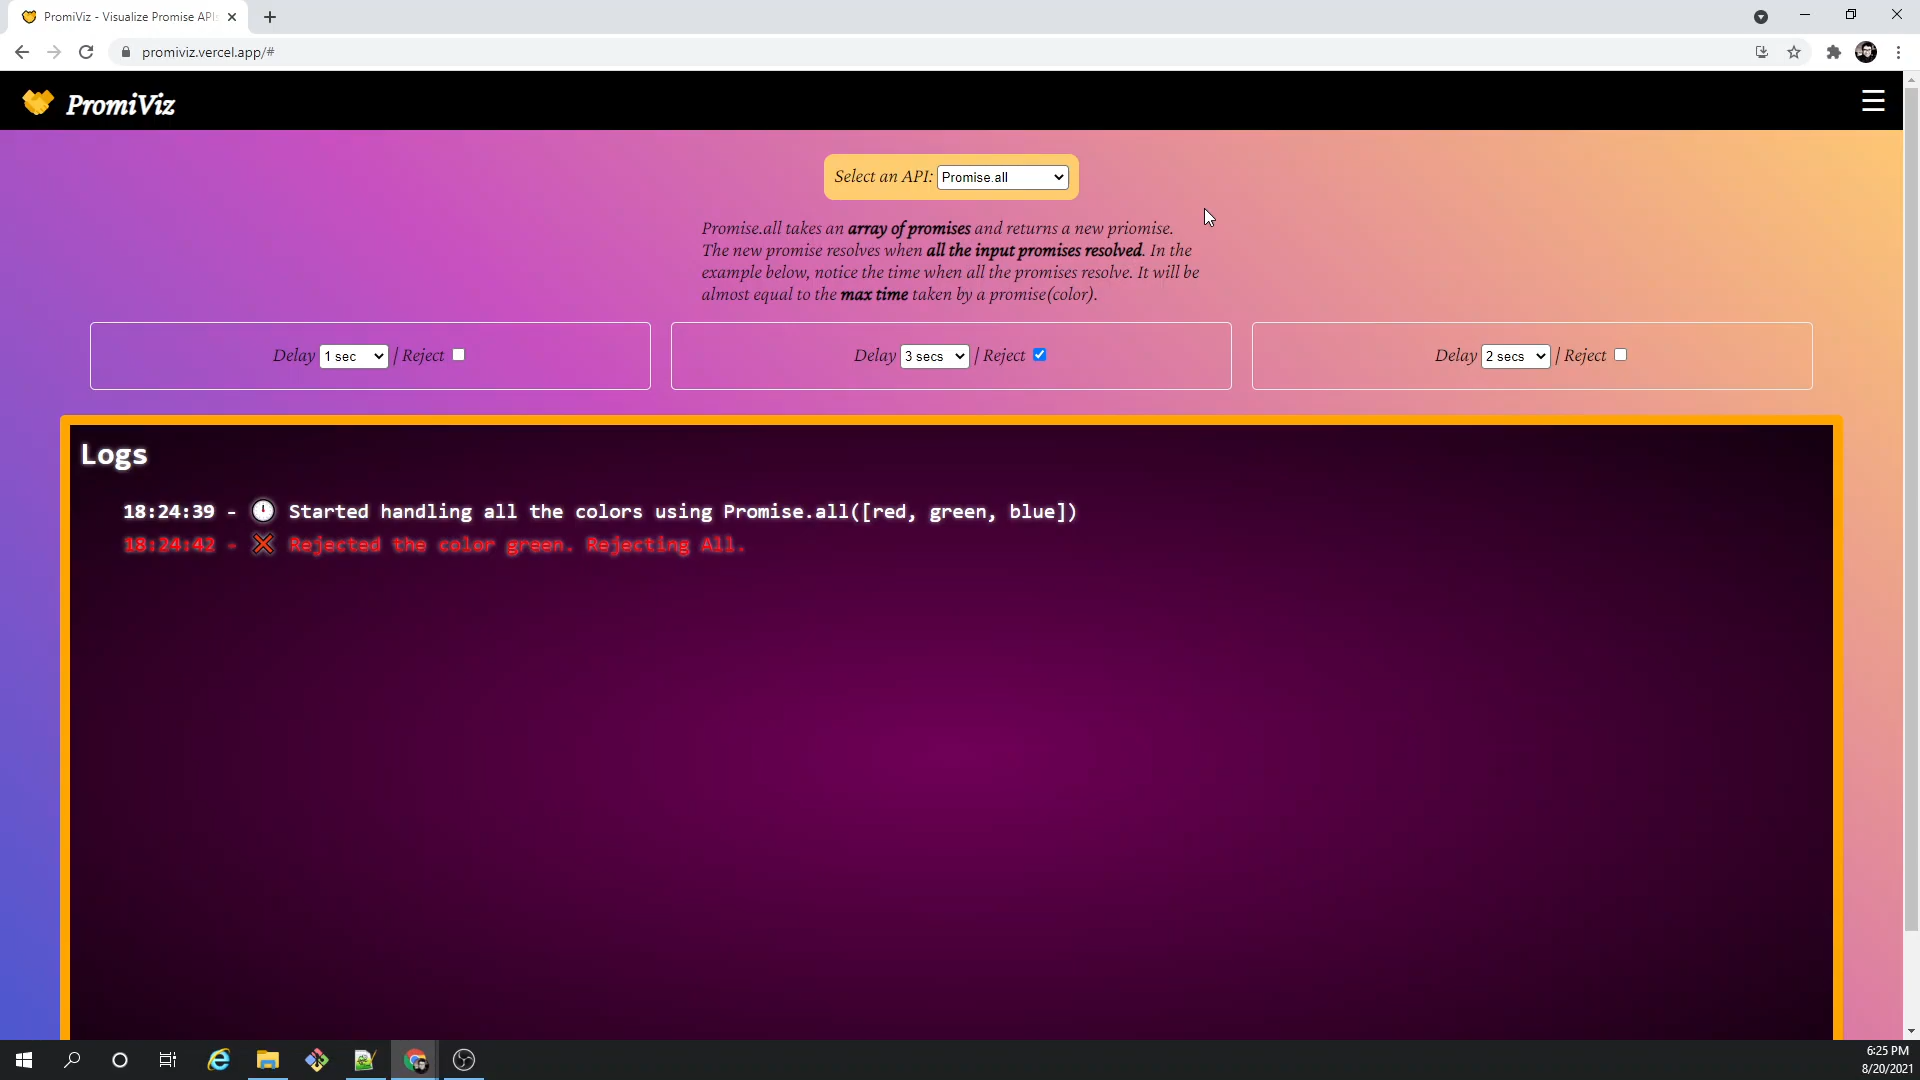 PromiViz - Visualize Promise API
promiviz.vercel.app/#
PromiViz
Select an API: Promise.all
Promise.all takes an array of promises and returns a new priomise.
The new promise resolves when all the input promises resolved. In the
example below, notice the time when all the promises resolve. It will be
almost equal to the max time taken by a promise(color).
Delay 1 sec | Reject
Delay 3 secs | Reject
Delay 2 secs | Reject
Logs
18:24:39 - Started handling all the colors using Promise.all([red, green, blue])
18:24:42 - Rejected the color green. Rejecting All.
6:25 PM
8/20/2021